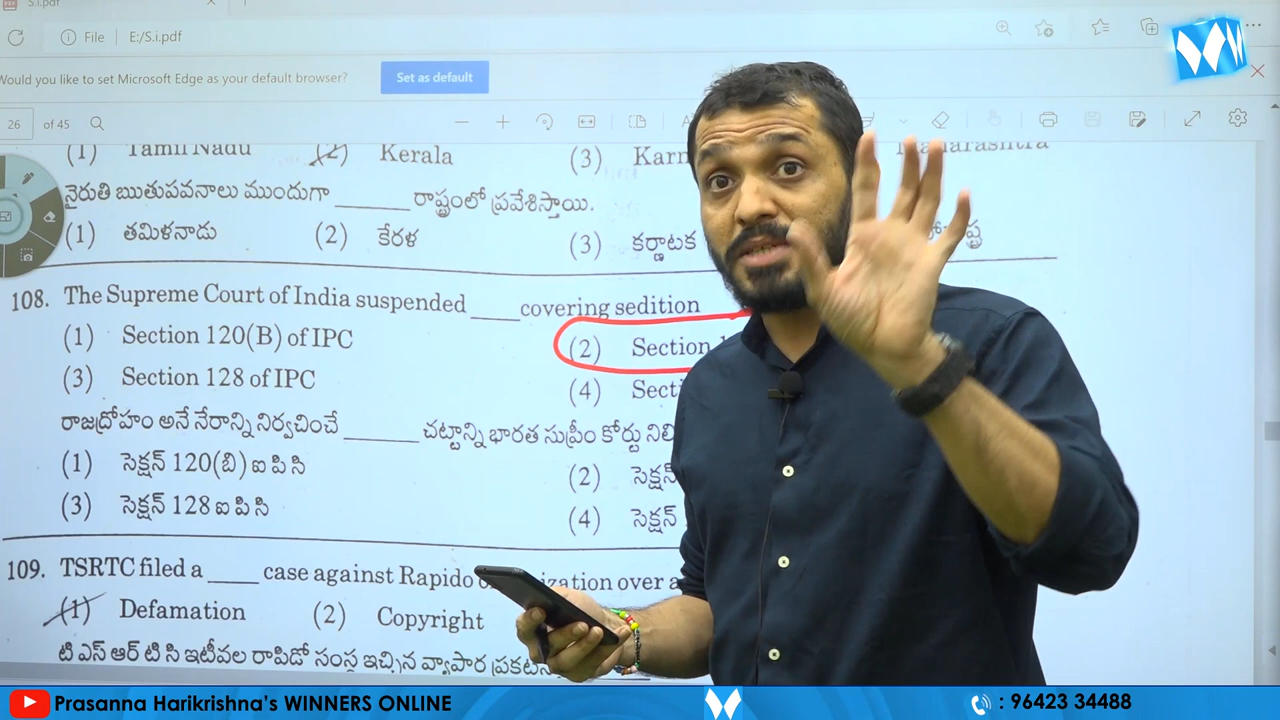 S.i.pdf
File E:/S.i.pdf
Would you like to set Microsoft Edge as your default browser? Set as default
26 of 45
(1) Tamil Nadu (2) Kerala (3) Karn Maharashtra
నైరుతి ఋతుపవనాలు ముందుగా ______ రాష్ట్రంలో ప్రవేశిస్తాయి.
(1) తమిళనాడు (2) కేరళ (3) కర్ణాటక
108. The Supreme Court of India suspended ____ covering sedition
(1) Section 120(B) of IPC (2) Section
(3) Section 128 of IPC (4) Secti
రాజద్రోహం అనే నేరాన్ని నిర్వచించే ______ చట్టాన్ని భారత సుప్రీం కోర్టు నిలి
(1) సెక్షన్ 120(బి) ఐ పి సి (2) సెక్షన్
(3) సెక్షన్ 128 ఐ పి సి (4) సెక్షన్
109. TSRTC filed a ____ case against Rapido o ization over a
(1) Defamation (2) Copyright
టి ఎస్ ఆర్ టి సి ఇటీవల రాపిడో సంస్థ ఇచ్చిన వ్యాపార
Prasanna Harikrishna's WINNERS ONLINE : 96423 34488